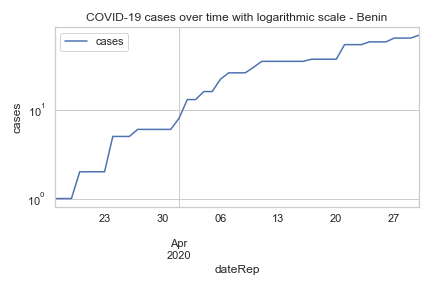 COVID-19 cases over time with logarithmic scale - Benin
cases
cases
10¹
10⁰
23
30
06
13
20
27
Apr
2020
dateRep